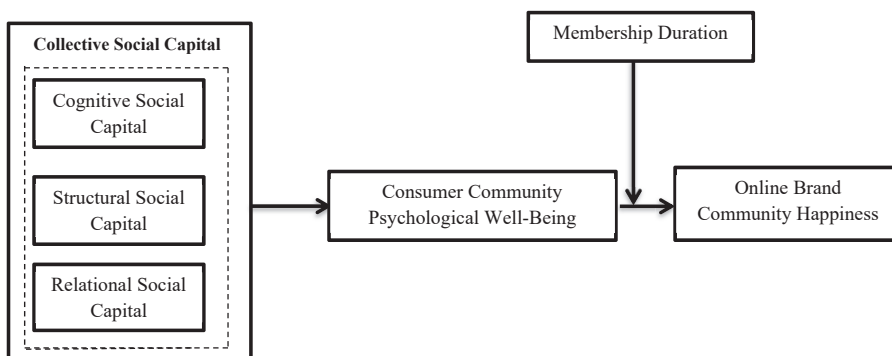 Collective Social Capital
Cognitive Social
Capital
Structural Social
Capital
Relational Social
Capital
Consumer Community
Psychological Well-Being
Membership Duration
Online Brand
Community Happiness